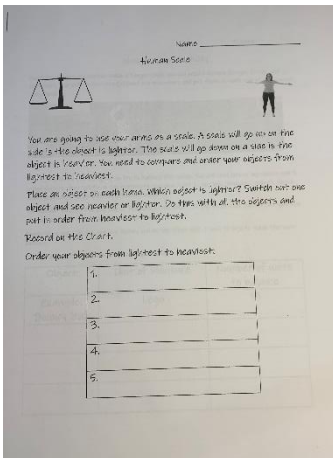 Name
Human Scale
You are going to use your arms as a scale. A scale will go up on the
side is the object is lighter. The scale will go down on a side is the
object is heavier. You need to compare and order your objects from
lightest to heaviest.
Place an object on each hand. Which object is lighter? Switch out one
object and see heavier or lighter. Do this with all the objects and
put in order from heaviest to lightest.
Record on the Chart.
Order your objects from lightest to heaviest.
1.
2.
3.
4.
5.